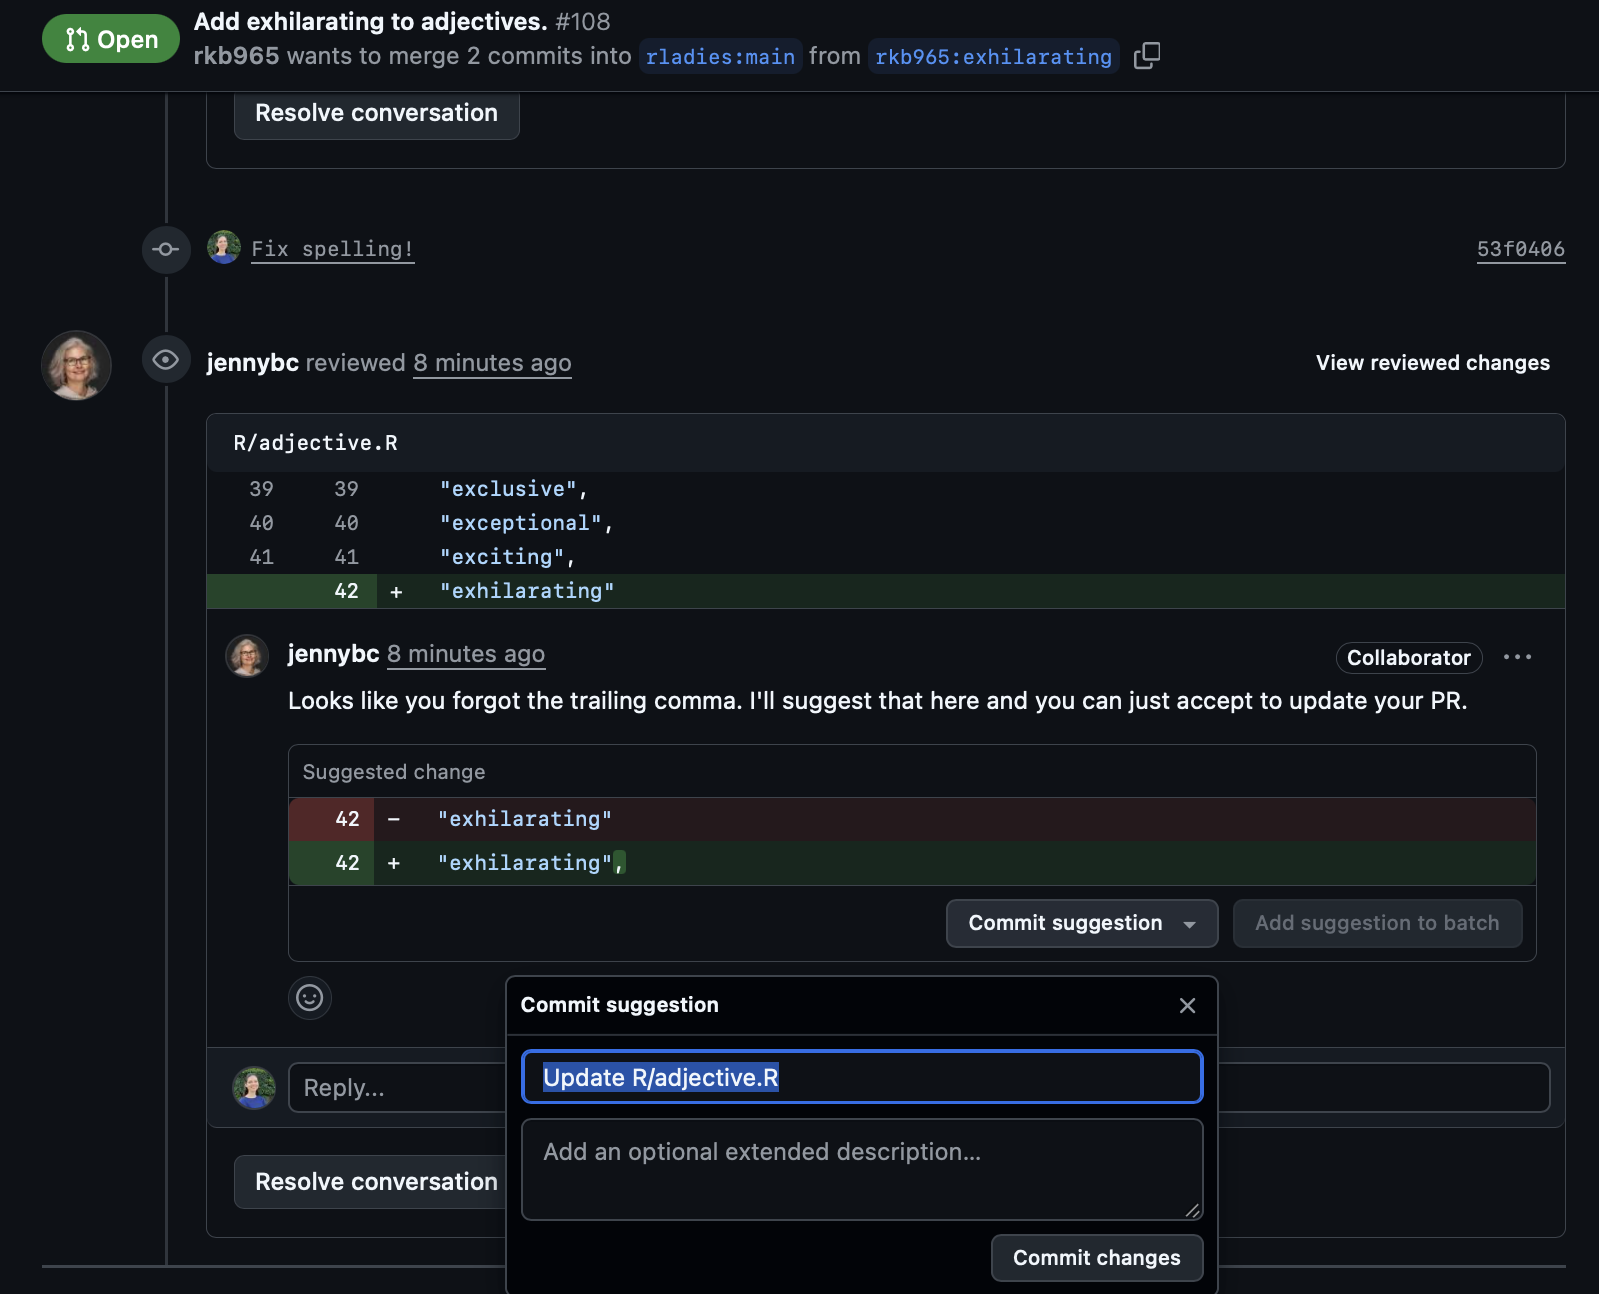 Open
Add exhilarating to adjectives. #108
rkb965 wants to merge 2 commits into rladies:main from rkb965:exhilarating
Resolve conversation
Fix spelling!
53f0406
jennybc reviewed 8 minutes ago
View reviewed changes
R/adjective.R
39 39 "exclusive",
40 40 "exceptional",
41 41 "exciting",
42 + "exhilarating"
jennybc 8 minutes ago
Collaborator
Looks like you forgot the trailing comma. I'll suggest that here and you can just accept to update your PR.
Suggested change
42 - "exhilarating"
42 + "exhilarating",
Commit suggestion
Add suggestion to batch
Commit suggestion
Update R/adjective.R
Reply...
Add an optional extended description...
Resolve conversation
Commit changes